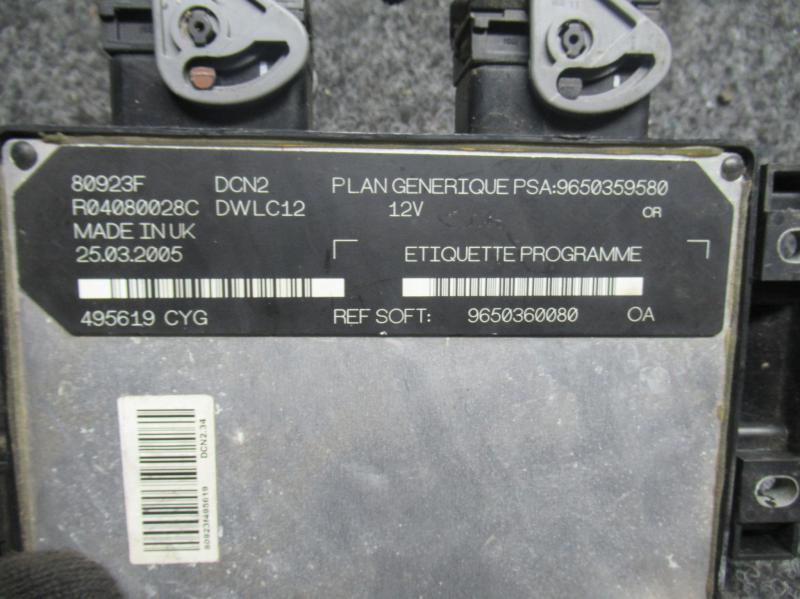 80923F DCN2 PLAN GENERIQUE PSA:9650359580
R04080028C DWLC12 12V OR
MADE IN UK
25.03.2005 ETIQUETTE PROGRAMME
495619 CYG REF SOFT: 9650360080 OA
DCN2.34
80923f495619